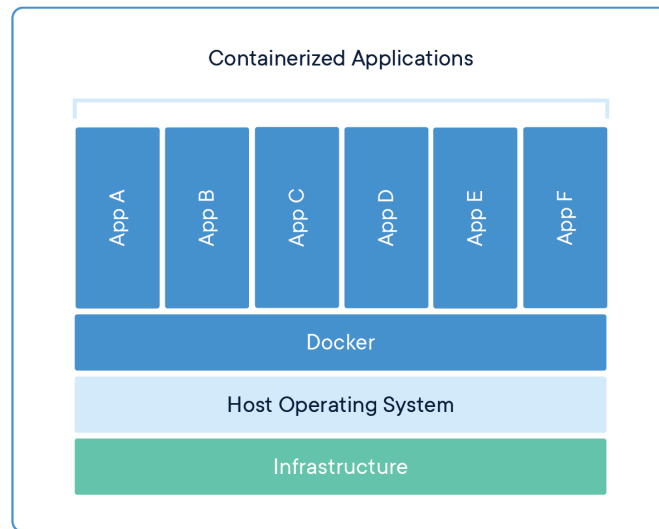 Containerized Applications
App A
App B
App C
App D
App E
App F
Docker
Host Operating System
Infrastructure